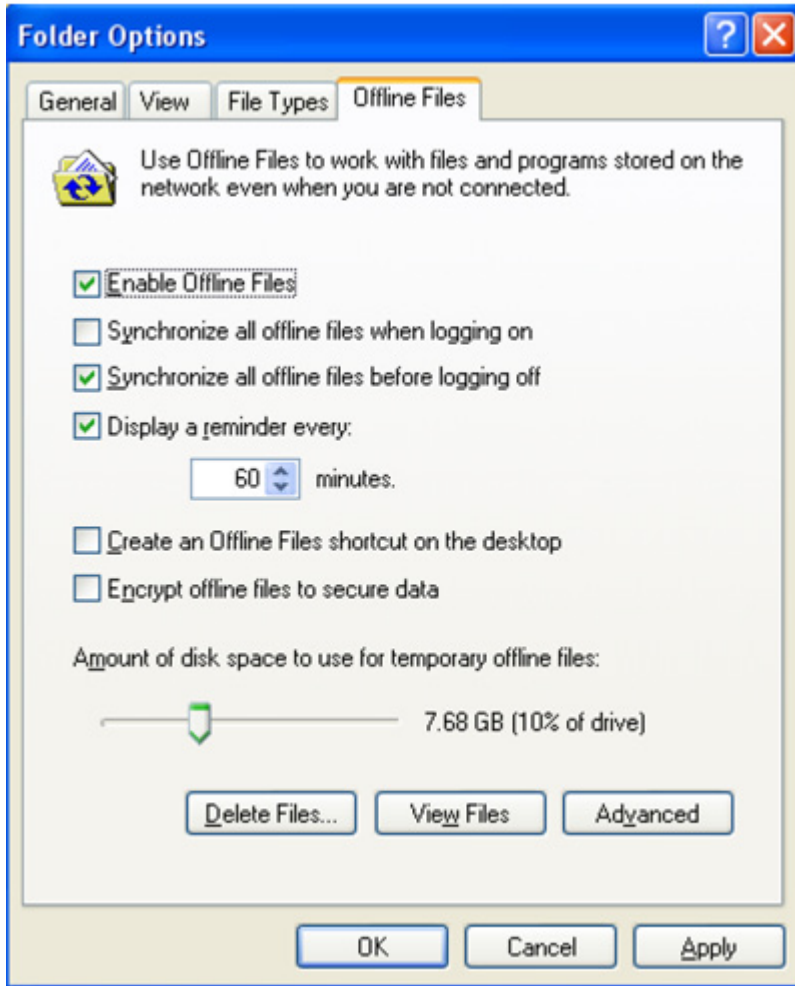 Folder Options
General View File Types Offline Files
Use Offline Files to work with files and programs stored on the
network even when you are not connected.
Enable Offline Files
Synchronize all offline files when logging on
Synchronize all offline files before logging off
Display a reminder every:
60 minutes.
Create an Offline Files shortcut on the desktop
Encrypt offline files to secure data
Amount of disk space to use for temporary offline files:
7.68 GB (10% of drive)
Delete Files... View Files Advanced
OK Cancel Apply